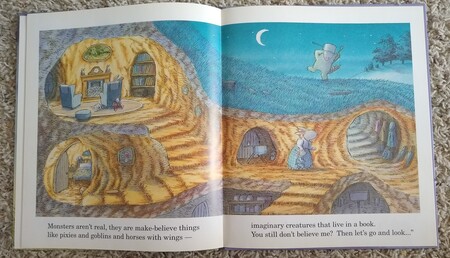 Monsters aren't real, they are make-believe things
like pixies and goblins and horses with wings —
imaginary creatures that live in a book.
You still don't believe me? Then let's go and look..."